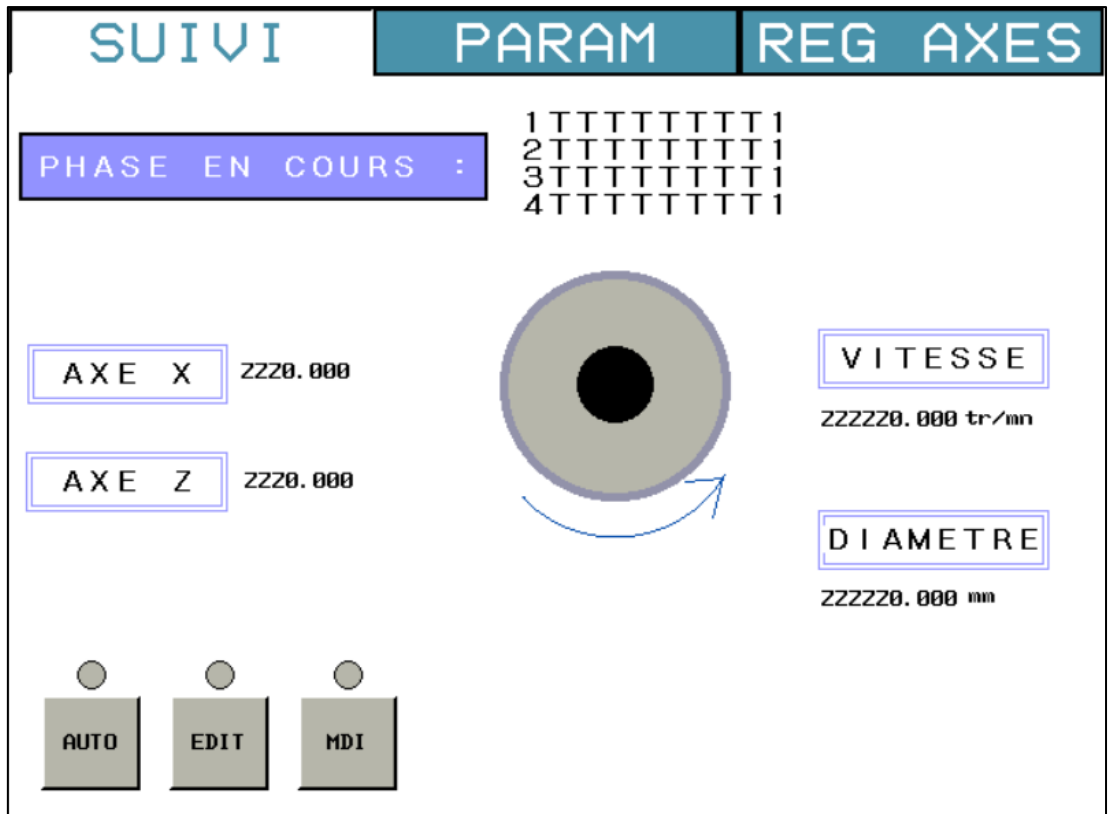 SUIVI PARAM REG AXES
PHASE EN COURS :
1TTTTTTTTT1
2TTTTTTTTT1
3TTTTTTTTT1
4TTTTTTTTT1
AXE X ZZZ0.000
VITESSE
ZZZZZ0.000 tr/mn
AXE Z ZZZ0.000
DIAMETRE
ZZZZZ0.000 mm
AUTO EDIT MDI